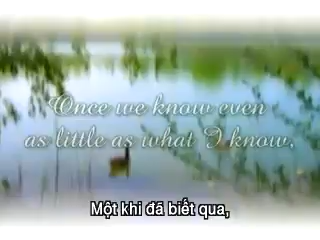 Once we know even
as little as what I know,
Một khi đã biết qua,